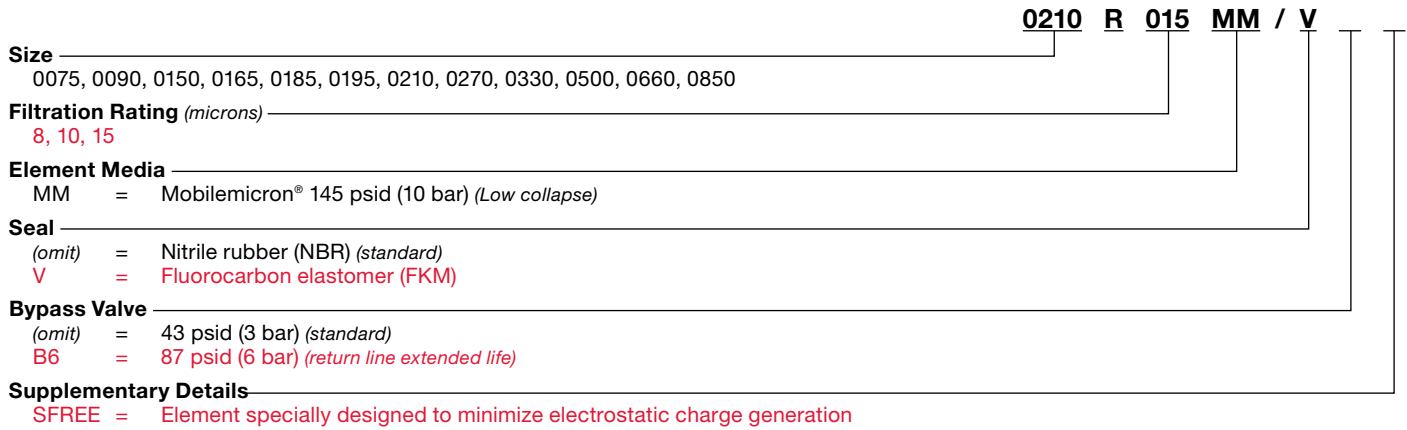 0210 R 015 MM / V
Size
0075, 0090, 0150, 0165, 0185, 0195, 0210, 0270, 0330, 0500, 0660, 0850
Filtration Rating (microns)
8, 10, 15
Element Media
MM = Mobilemicron® 145 psid (10 bar) (Low collapse)
Seal
(omit) = Nitrile rubber (NBR) (standard)
V = Fluorocarbon elastomer (FKM)
Bypass Valve
(omit) = 43 psid (3 bar) (standard)
B6 = 87 psid (6 bar) (return line extended life)
Supplementary Details
SFREE = Element specially designed to minimize electrostatic charge generation